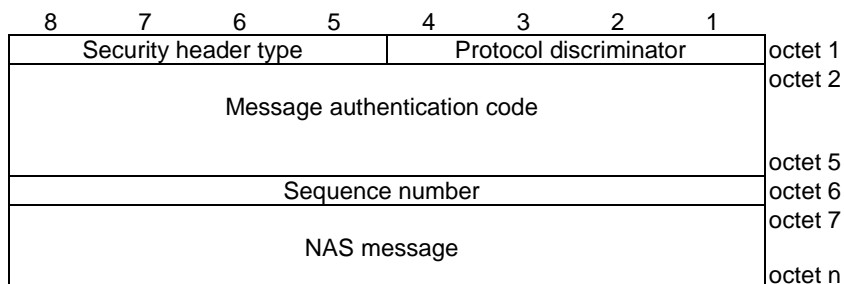 8 7 6 5 4 3 2 1
Security header type Protocol discriminator octet 1
octet 2
Message authentication code
octet 5
Sequence number octet 6
octet 7
NAS message
octet n